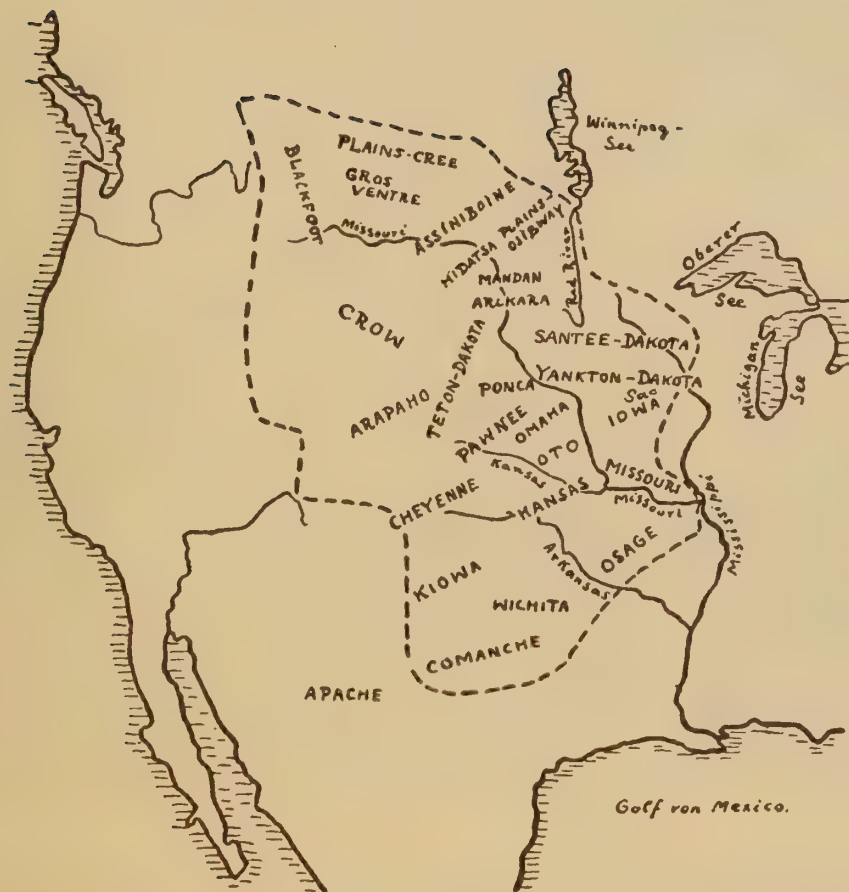 Winnipeg-
See
PLAINS-CREE
GROS
VENTRE
BLACKFOOT
Missouri
ASSINIBOINE
PLAINS-
OJIBWAY
HIDATSA
MANDAN
ARIKARA
Red River
Oberer
See
Michigan
See
CROW
SANTEE-DAKOTA
TETON-DAKOTA
PONCA
YANKTON-DAKOTA
Sac
IOWA
ARAPAHO
PAWNEE
OMAHA
OTO
Kansas
MISSOURI
Missouri
Mississippi
CHEYENNE
KANSAS
Arkansas
OSAGE
KIOWA
WICHITA
COMANCHE
APACHE
Golf von Mexico.